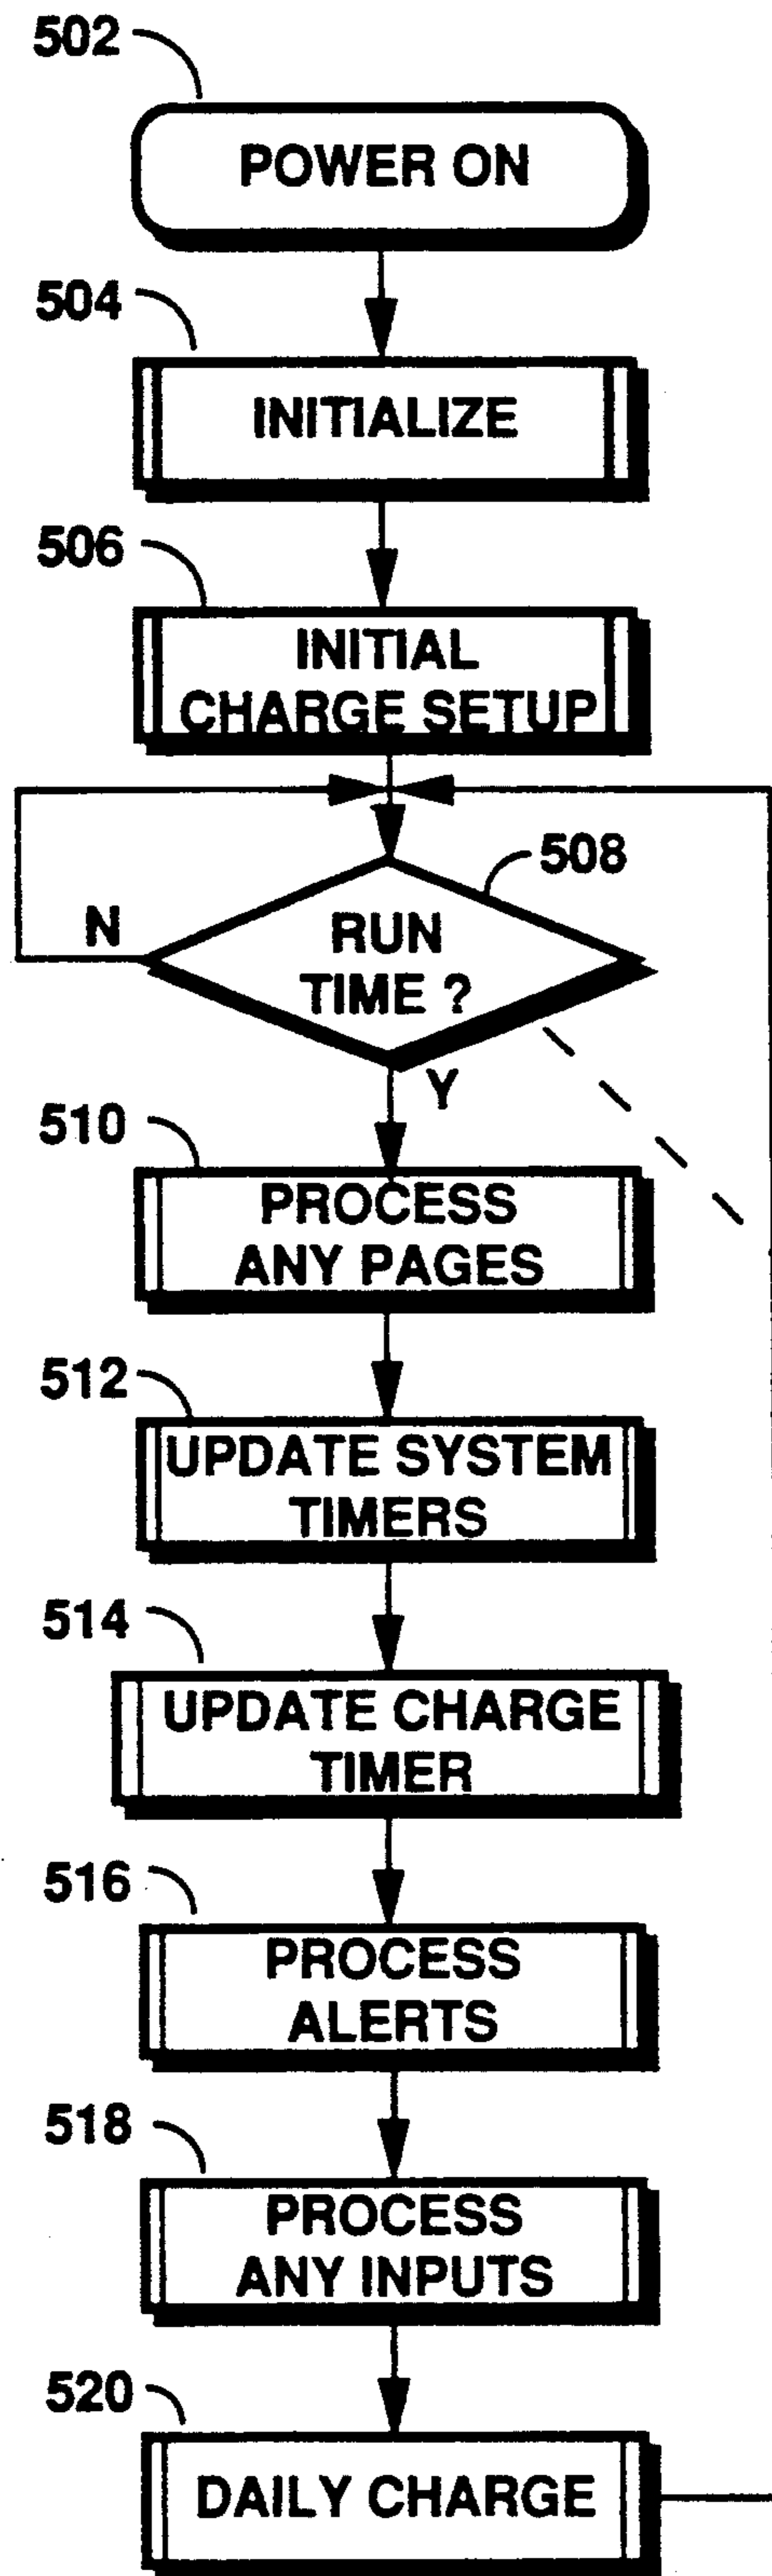 502
POWER ON
504
INITIALIZE
506
INITIAL
CHARGE SETUP
508
RUN
TIME ?
N
Y
510
PROCESS
ANY PAGES
512
UPDATE SYSTEM
TIMERS
514
UPDATE CHARGE
TIMER
516
PROCESS
ALERTS
518
PROCESS
ANY INPUTS
520
DAILY CHARGE